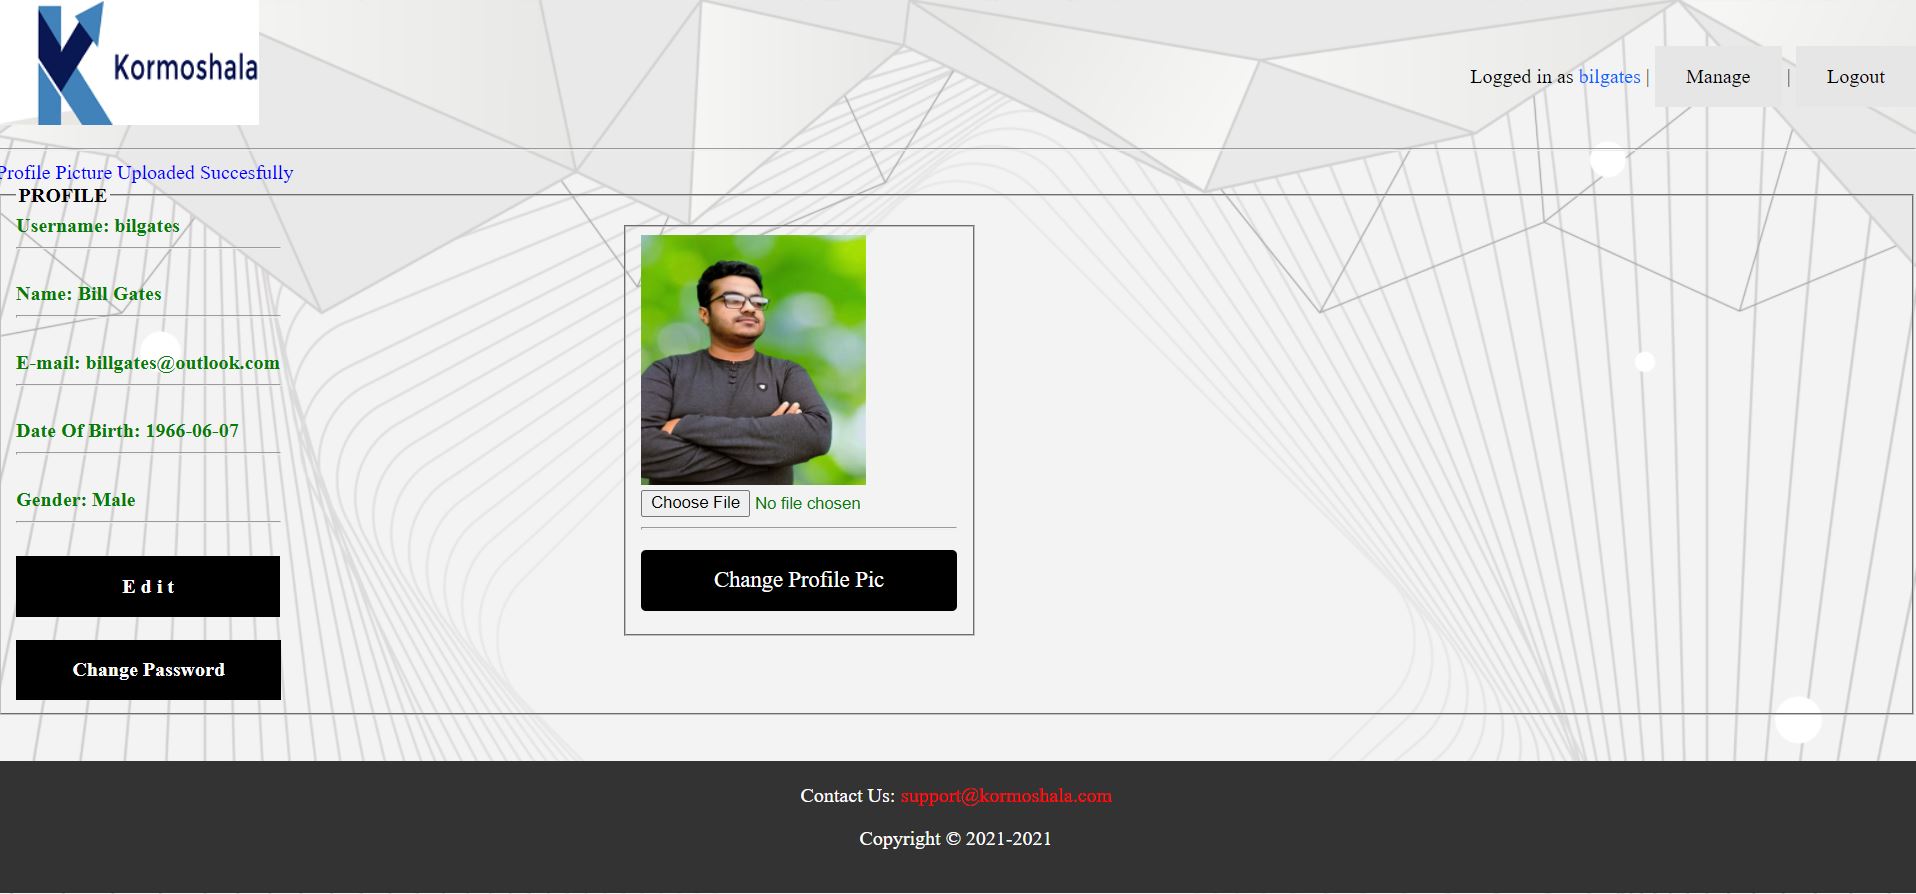 Kormoshala
Logged in as bilgates | Manage | Logout
Profile Picture Uploaded Succesfully
PROFILE
Username: bilgates
Name: Bill Gates
E-mail: billgates@outlook.com
Date Of Birth: 1966-06-07
Gender: Male
E d i t
Change Password
Choose File No file chosen
Change Profile Pic
Contact Us: support@kormoshala.com
Copyright © 2021-2021